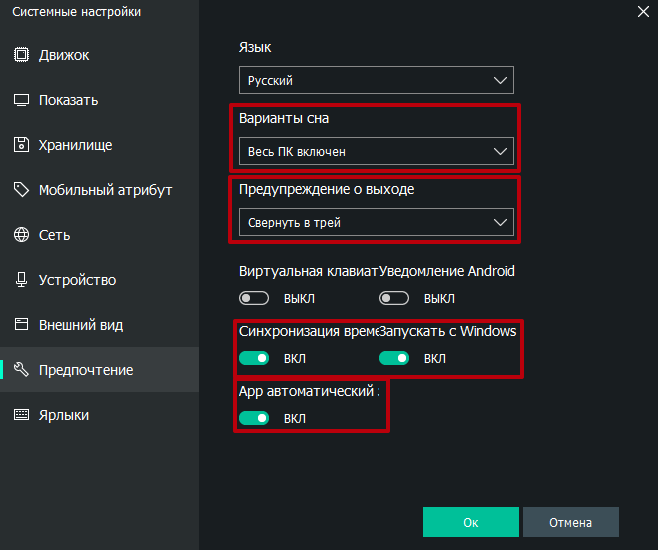 Системные настройки
Движок
Показать
Хранилище
Мобильный атрибут
Сеть
Устройство
Внешний вид
Предпочтение
Ярлыки
Язык
Русский
Варианты сна
Весь ПК включен
Предупреждение о выходе
Свернуть в трей
Виртуальная клавиат Уведомление Android
ВЫКЛ ВЫКЛ
Синхронизация време Запускать с Windows
ВКЛ ВКЛ
App автоматический
ВКЛ
Ок Отмена